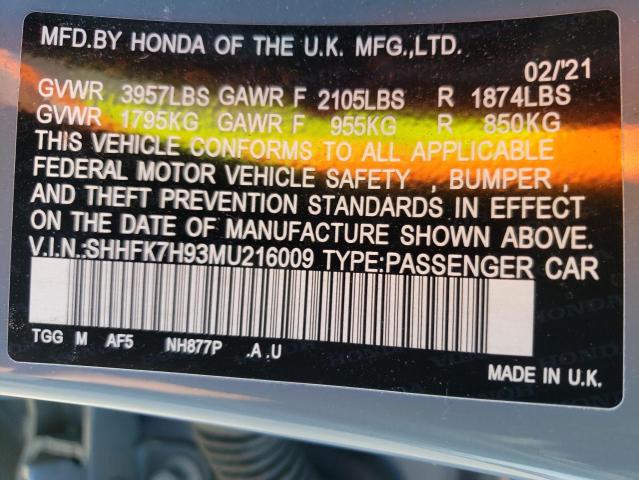 MFD.BY HONDA OF THE U.K. MFG.,LTD.
02/'21
GVWR 3957LBS GAWR F 2105LBS R 1874LBS
GVWR 1795KG GAWR F 955KG R 850KG
THIS VEHICLE CONFORMS TO ALL APPLICABLE
FEDERAL MOTOR VEHICLE SAFETY , BUMPER ,
AND THEFT PREVENTION STANDARDS IN EFFECT
ON THE DATE OF MANUFACTURE SHOWN ABOVE.
V.I.N.:SHHFK7H93MU216009 TYPE:PASSENGER CAR
TGG M AF5 NH877P .A .U
MADE IN U.K.